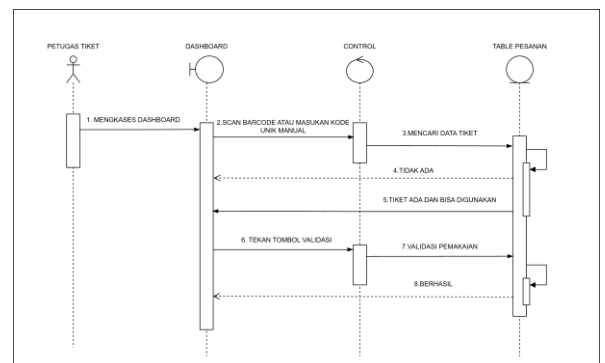 PETUGAS TIKET
DASHBOARD
CONTROL
TABLE PESANAN
1. MENGKASES DASHBOARD
2.SCAN BARCODE ATAU MASUKAN KODE
UNIK MANUAL
3.MENCARI DATA TIKET
4.TIDAK ADA
5.TIKET ADA DAN BISA DIGUNAKAN
6. TEKAN TOMBOL VALIDASI
7.VALIDASI PEMAKAIAN
8.BERHASIL